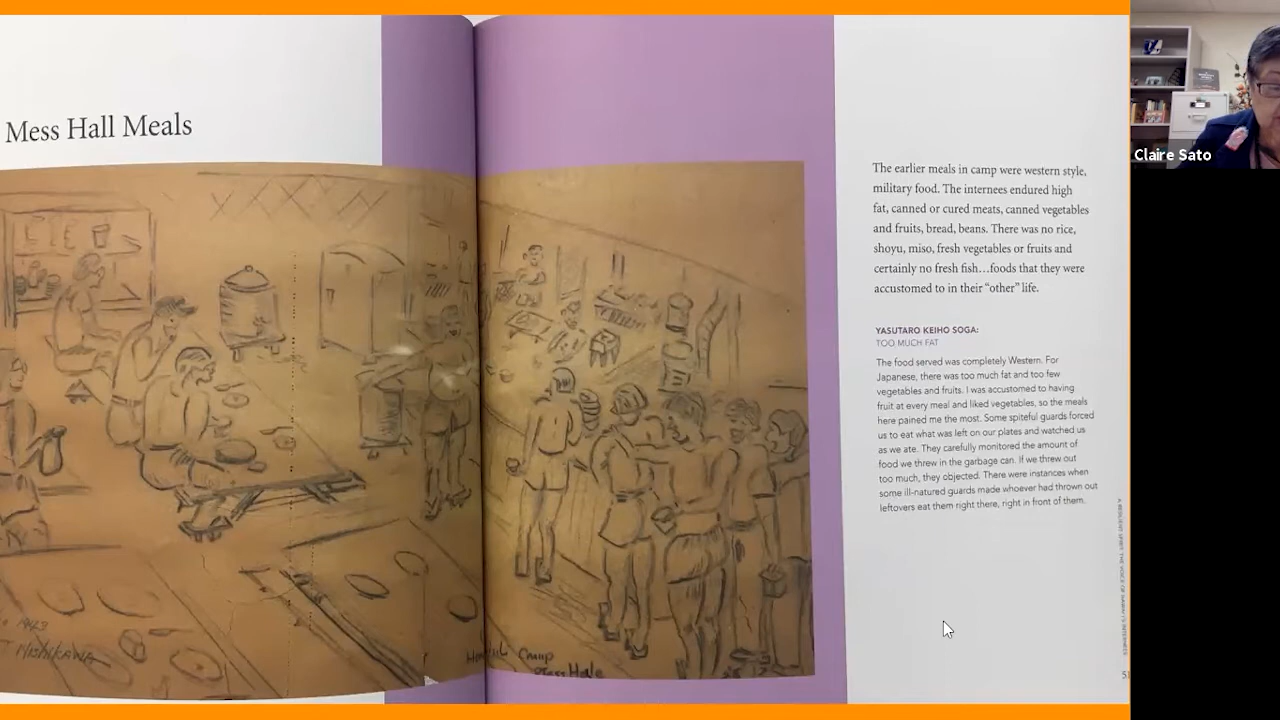 Mess Hall Meals
1943
T NISHIKAWA
Camp
Mess Hall
The earlier meals in camp were western style,
military food. The internees endured high
fat, canned or cured meats, canned vegetables
and fruits, bread, beans. There was no rice,
shoyu, miso, fresh vegetables or fruits and
certainly no fresh fish…foods that they were
accustomed to in their “other” life.
YASUTARO KEIHO SOGA:
TOO MUCH FAT
The food served was completely Western. For
Japanese, there was too much fat and too few
vegetables and fruits. I was accustomed to having
fruit at every meal and liked vegetables, so the meals
here pained me the most. Some spiteful guards forced
us to eat what was left on our plates and watched us
as we ate. They carefully monitored the amount of
food we threw in the garbage can. If we threw out
too much, they objected. There were instances when
some ill-natured guards made whoever had thrown out
leftovers eat them right there, right in front of them.
Claire Sato